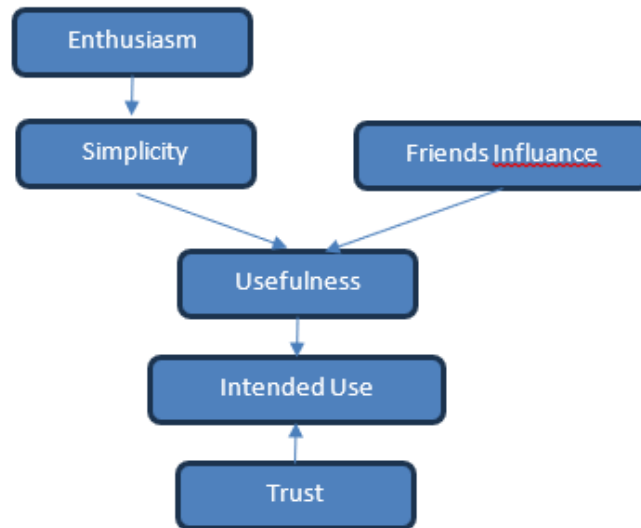 Enthusiasm
Simplicity
Friends Influance
Usefulness
Intended Use
Trust